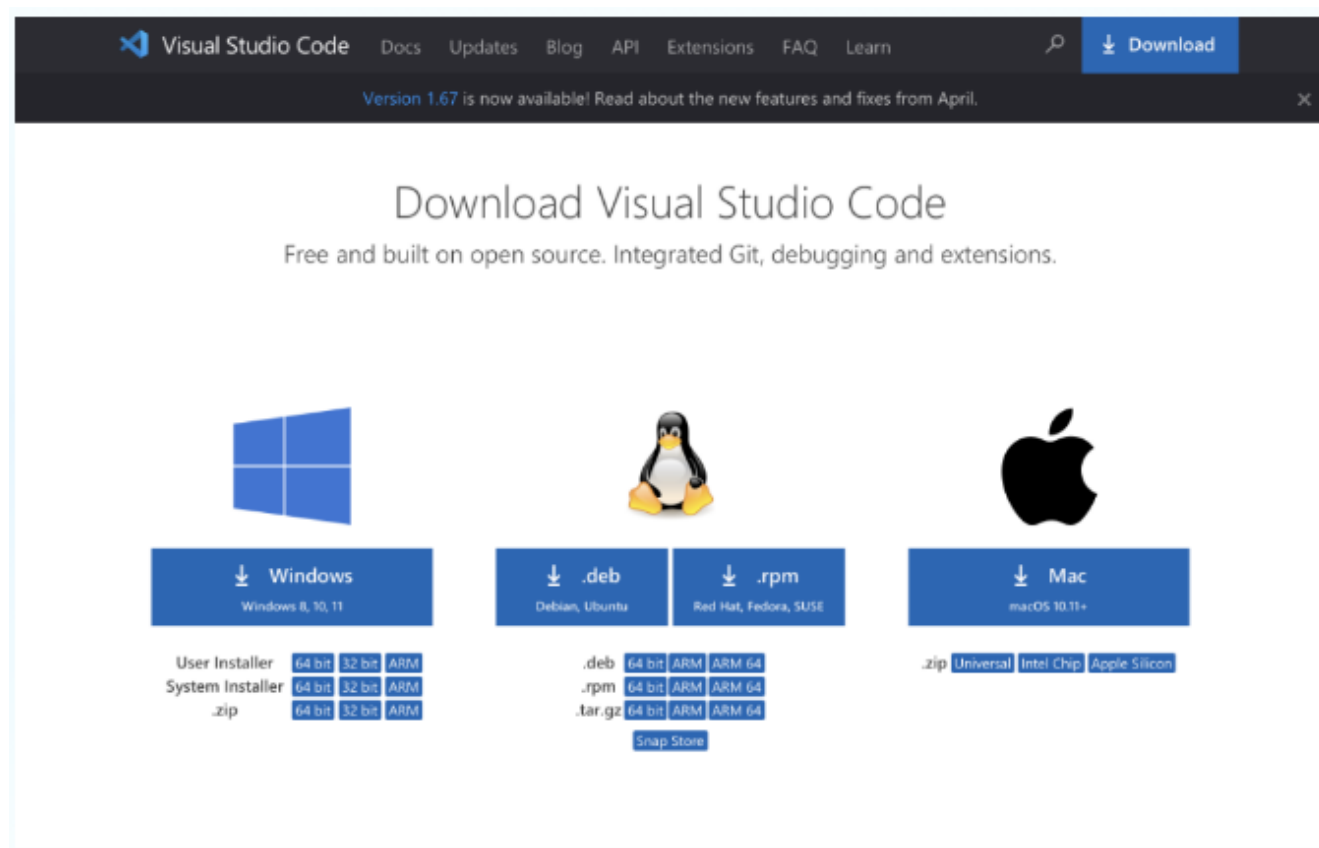 Visual Studio Code Docs Updates Blog API Extensions FAQ Learn Download
Version 1.67 is now available! Read about the new features and fixes from April.
Download Visual Studio Code
Free and built on open source. Integrated Git, debugging and extensions.
Windows
Windows 8, 10, 11
User Installer 64 bit 32 bit ARM
System Installer 64 bit 32 bit ARM
.zip 64 bit 32 bit ARM
.deb
Debian, Ubuntu
.rpm
Red Hat, Fedora, SUSE
.deb 64 bit ARM ARM 64
.rpm 64 bit ARM ARM 64
.tar.gz 64 bit ARM ARM 64
Snap Store
Mac
macOS 10.11+
.zip Universal Intel Chip Apple Silicon